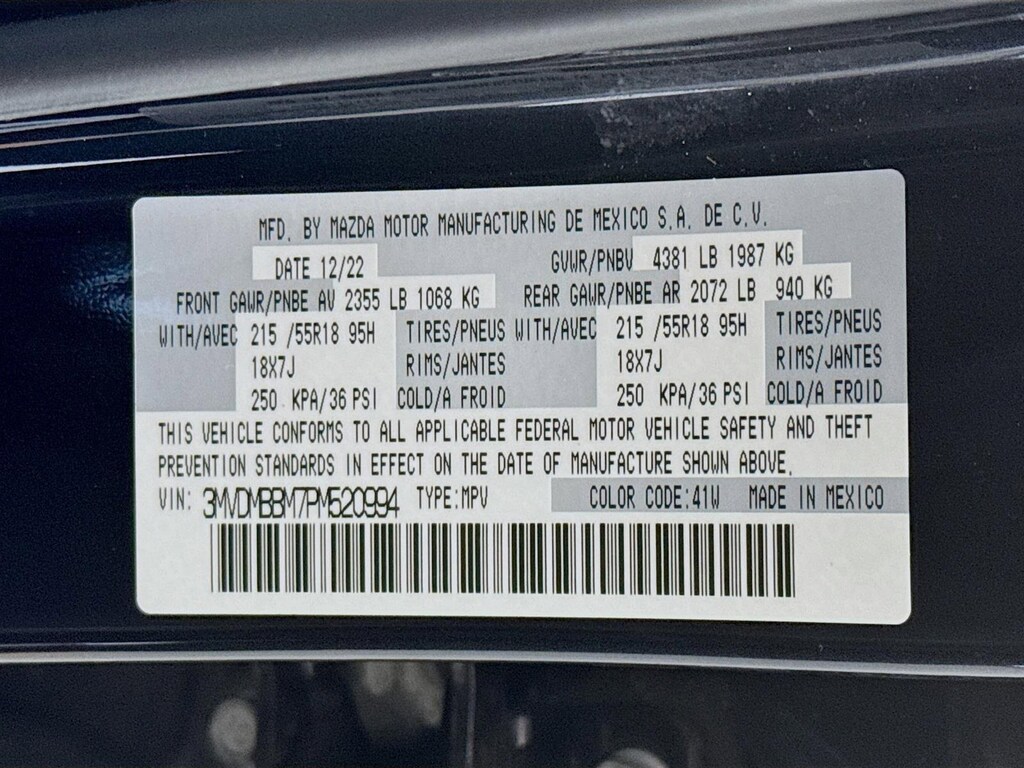 MFD. BY MAZDA MOTOR MANUFACTURING DE MEXICO S.A. DE C.V.
DATE 12/22 GVWR/PNBV 4381 LB 1987 KG
FRONT GAWR/PNBE AV 2355 LB 1068 KG REAR GAWR/PNBE AR 2072 LB 940 KG
WITH/AVEC 215 /55R18 95H TIRES/PNEUS WITH/AVEC 215 /55R18 95H TIRES/PNEUS
18X7J RIMS/JANTES 18X7J RIMS/JANTES
250 KPA/36 PSI COLD/A FROID 250 KPA/36 PSI COLD/A FROID
THIS VEHICLE CONFORMS TO ALL APPLICABLE FEDERAL MOTOR VEHICLE SAFETY AND THEFT
PREVENTION STANDARDS IN EFFECT ON THE DATE OF MANUFACTURE SHOWN ABOVE.
VIN: 3MVDMBBM7PM520994 TYPE:MPV COLOR CODE:41W MADE IN MEXICO